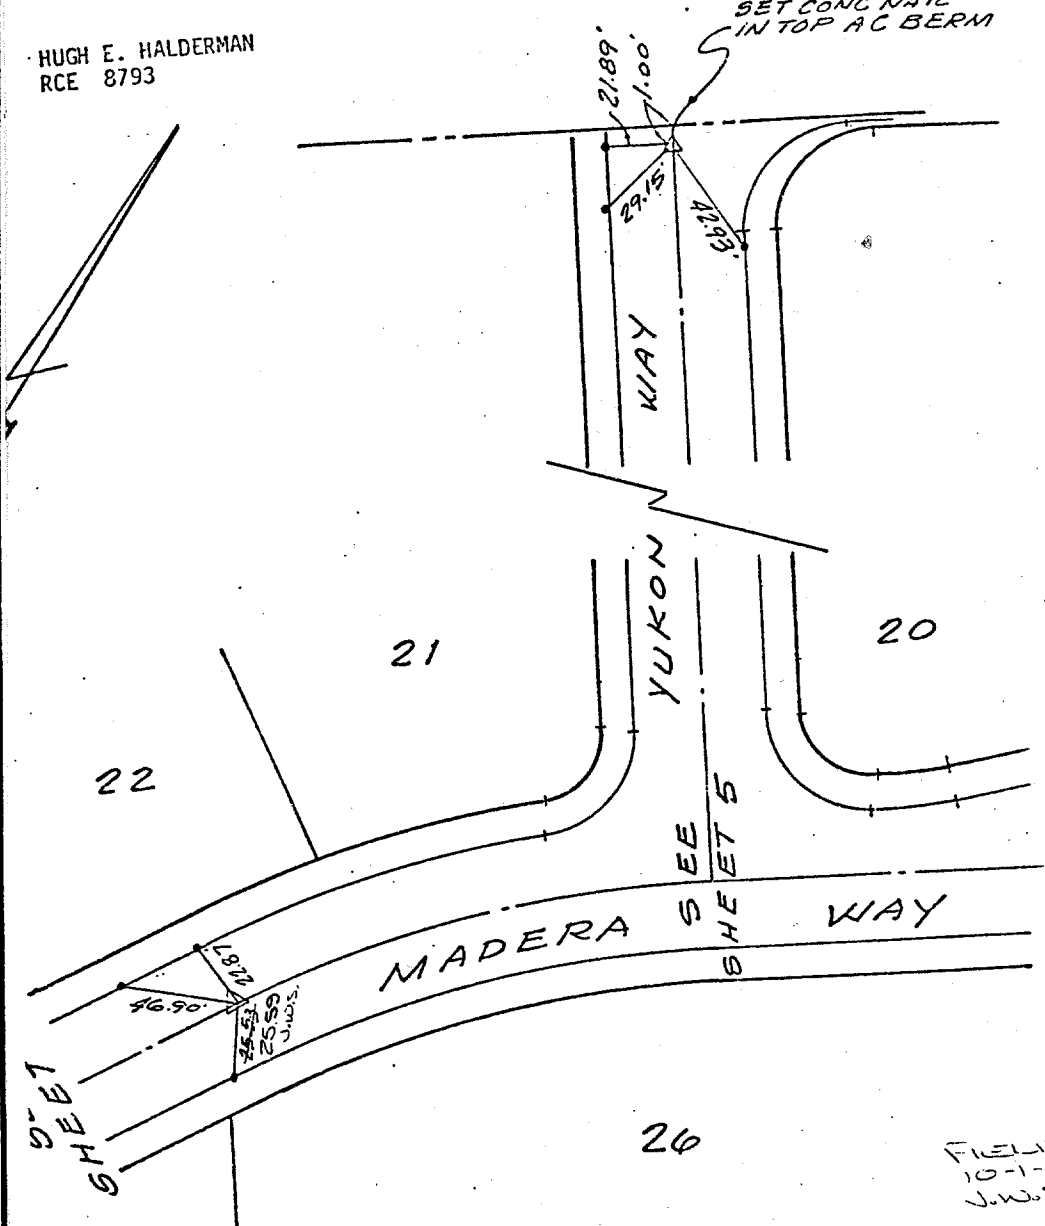 SET CONC NAIL
IN TOP AC BERM
HUGH E. HALDERMAN
RCE 8793
21.89'
1.00'
29.15'
42.93'
YUKON WAY
21
20
22
SEE
SHEET 5
MADERA WAY
22.87
46.90'
25.53
25.59
J.W.S.
SHEET
26
10-1-
J.W.